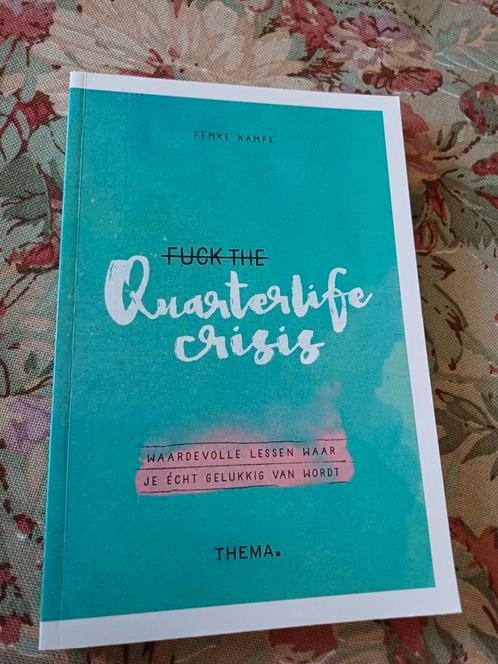 FEMKE KAMPS
FUCK THE
Quarterlife
crisis
WAARDEVOLLE LESSEN WAAR
JE ÉCHT GELUKKIG VAN WORDT
THEMA.